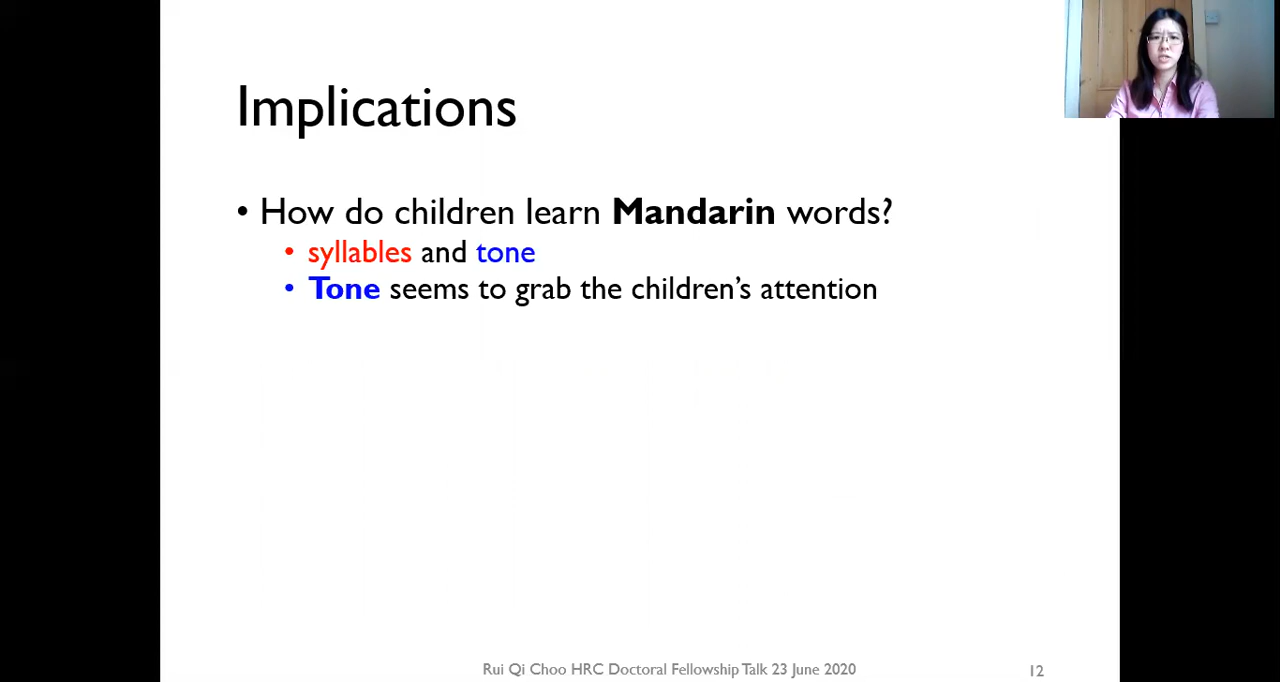 Implications
• How do children learn Mandarin words?
• syllables and tone
• Tone seems to grab the children's attention
Rui Qi Choo HRC Doctoral Fellowship Talk 23 June 2020
12